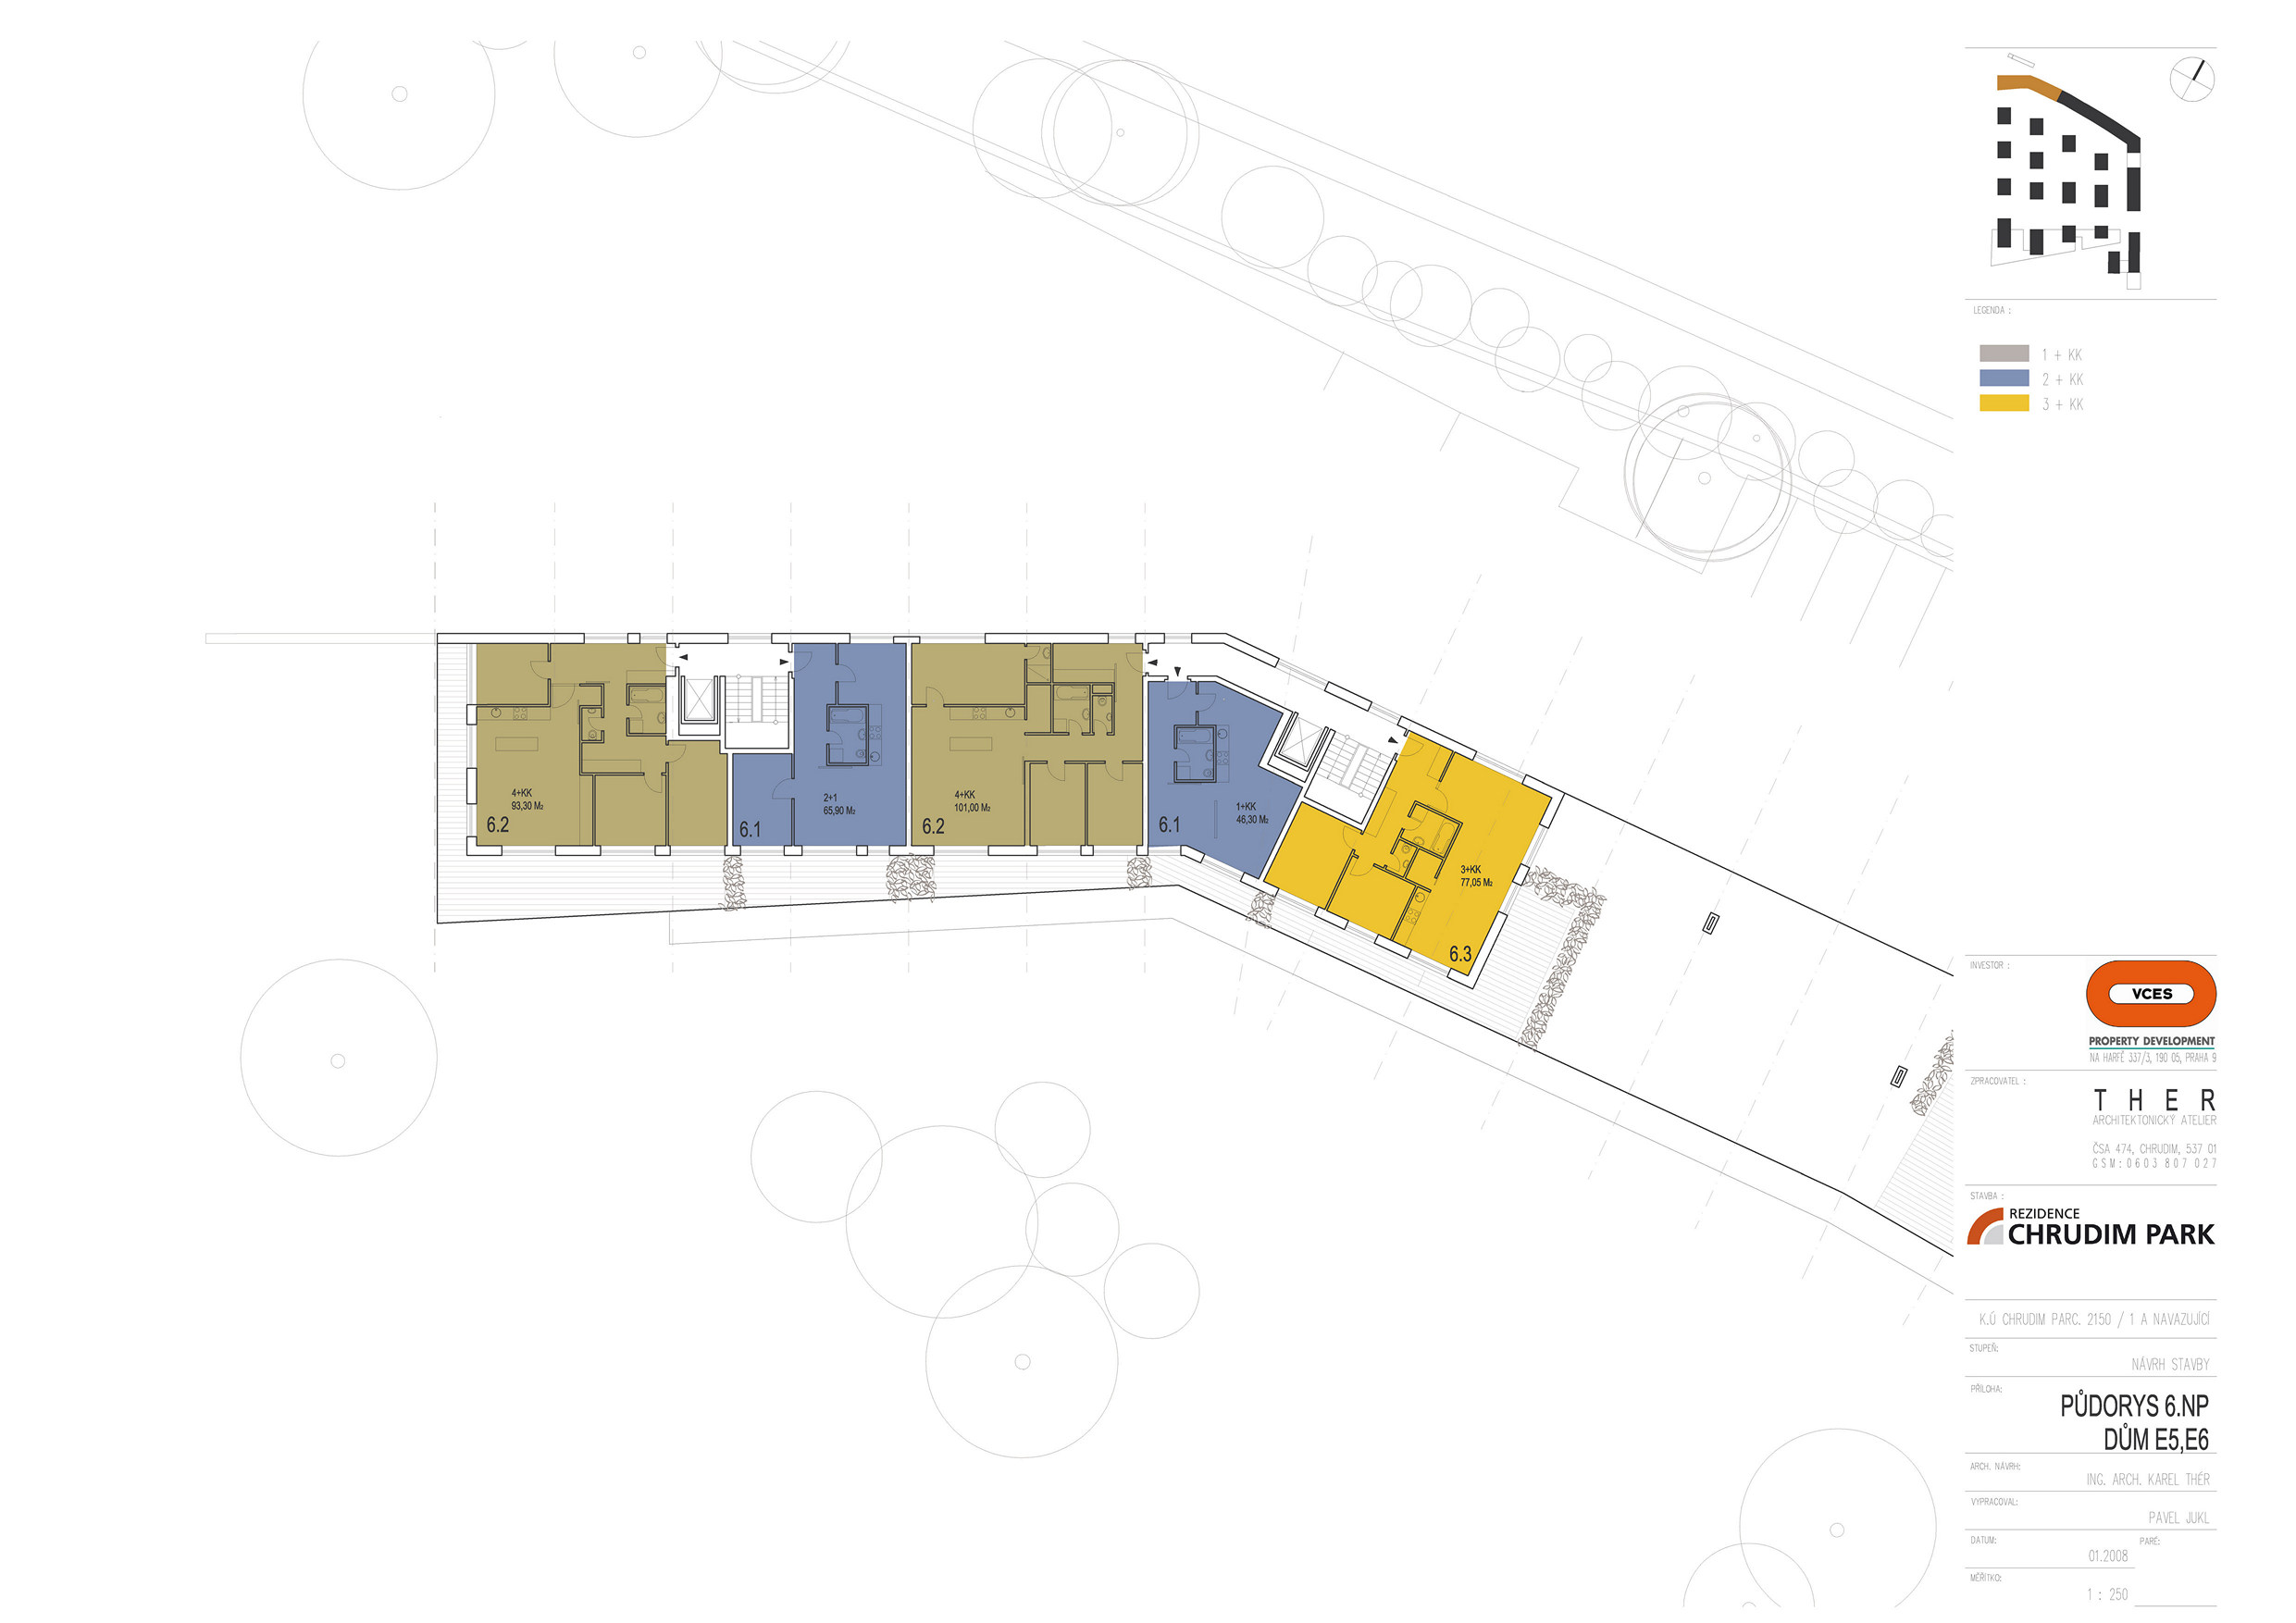 LEGENDA :
1 + KK
2 + KK
3 + KK
4+KK
93,30 M2
6.2
6.1
2+1
65,90 M2
4+KK
101,00 M2
6.2
6.1
1+KK
46,30 M2
3+KK
77,05 M2
6.3
INVESTOR :
VCES
PROPERTY DEVELOPMENT
NA HARFĚ 337/3, 190 05, PRAHA 9
ZPRACOVATEL :
T H E R
ARCHITEKTONICKÝ ATELIER
ČSA 474, CHRUDIM, 537 01
GSM:0603 807 027
STAVBA :
REZIDENCE
CHRUDIM PARK
K.Ú CHRUDIM PARC. 2150 / 1 A NAVAZUJÍCÍ
STUPEŇ:
NÁVRH STAVBY
PŘÍLOHA:
PŮDORYS 6.NP
DŮM E5,E6
ARCH. NÁVRH:
ING. ARCH. KAREL THÉR
VYPRACOVAL:
PAVEL JUKL
DATUM:
PARÉ:
01.2008
MĚŘÍTKO:
1 : 250